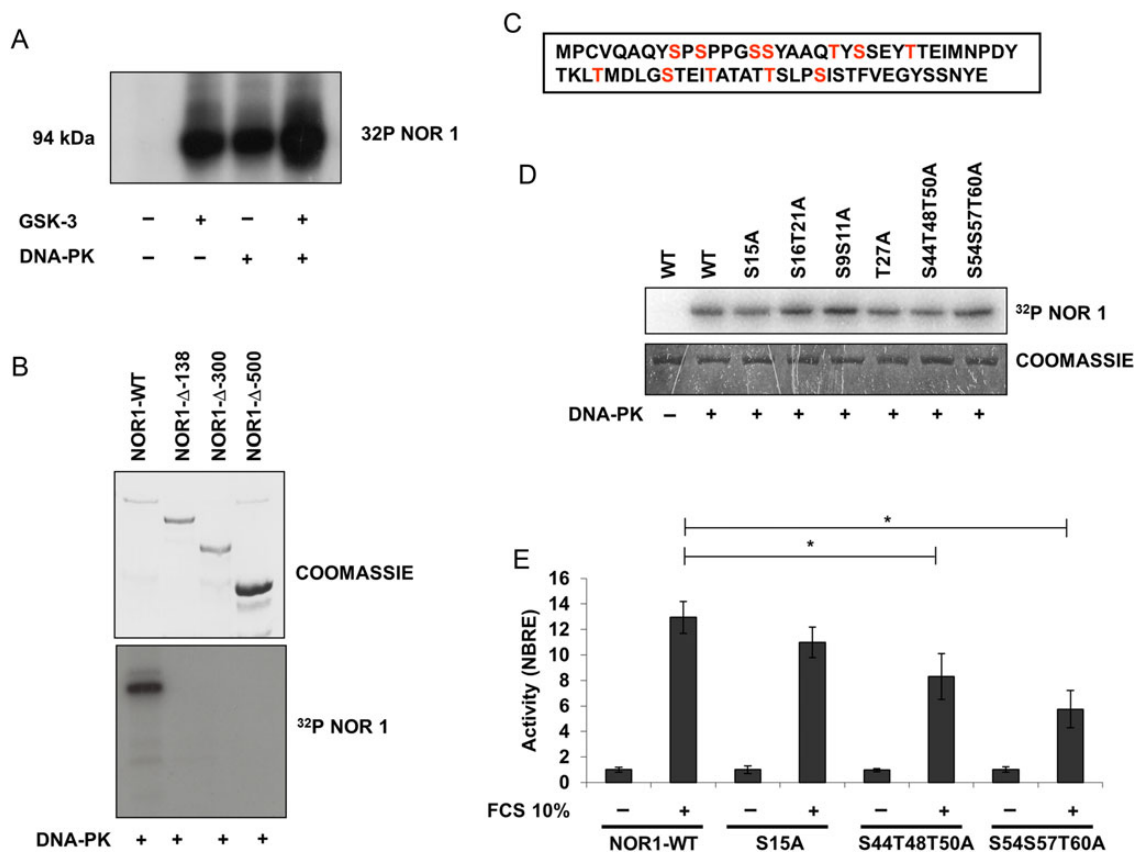 A
94 kDa
32P NOR 1
GSK-3 – + – +
DNA-PK – – + +
B
NOR1-WT
NOR1-Δ-138
NOR1-Δ-300
NOR1-Δ-500
COOMASSIE
32P NOR 1
DNA-PK + + + +
C
MPCVQAQYSPSPPGSSYAAQTYSSEYTTEIMNPDY
TKLTMDLGSTEITATATTSLPSISTFVEGYSSNYE
D
WT
WT
S15A
S16T21A
S9S11A
T27A
S44T48T50A
S54S57T60A
32P NOR 1
COOMASSIE
DNA-PK – + + + + + + +
E
*
*
Activity (NBRE)
16
14
12
10
8
6
4
2
0
FCS 10% – + – + – + – +
NOR1-WT S15A S44T48T50A S54S57T60A